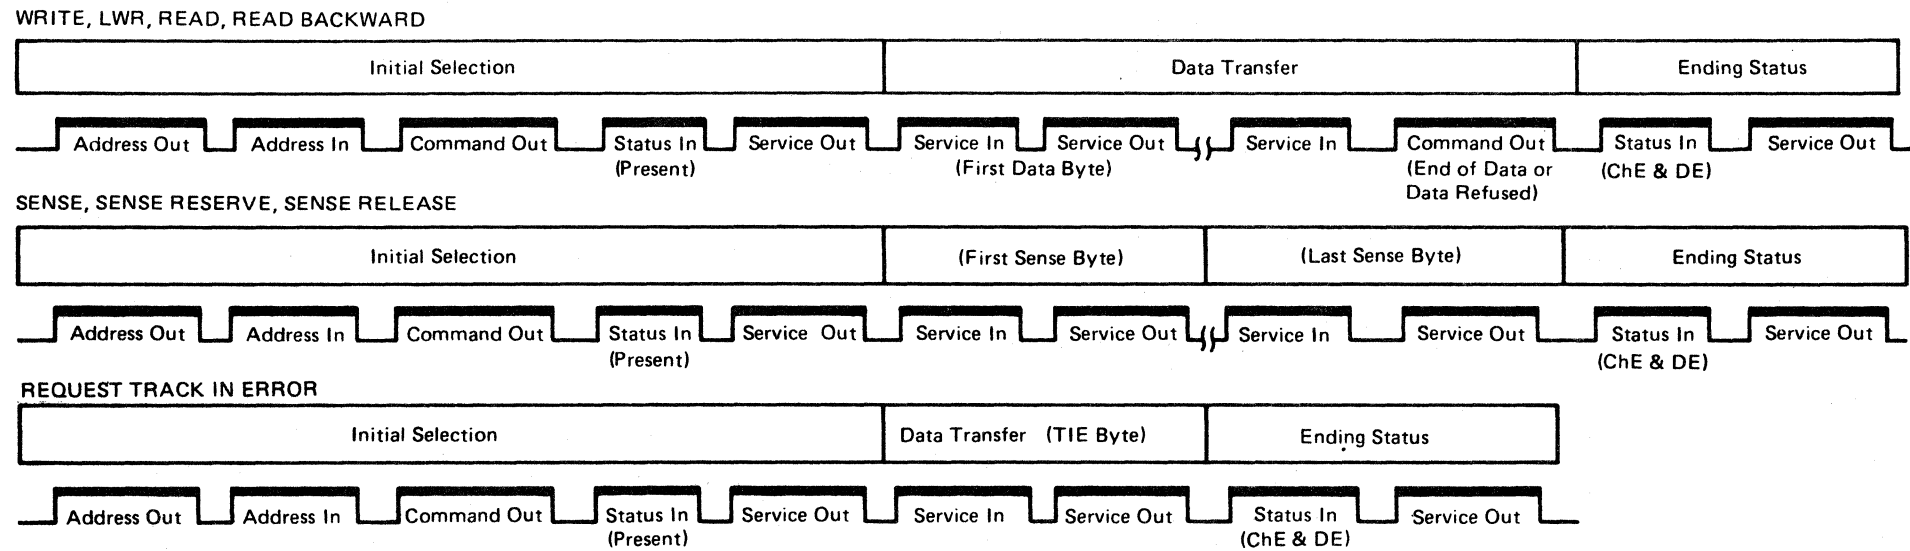 WRITE, LWR, READ, READ BACKWARD
Initial Selection Data Transfer Ending Status
Address Out Address In Command Out Status In Service Out Service In Service Out Service In Command Out Status In Service Out
(Present) (First Data Byte) (End of Data or (ChE & DE)
Data Refused)
SENSE, SENSE RESERVE, SENSE RELEASE
Initial Selection (First Sense Byte) (Last Sense Byte) Ending Status
Address Out Address In Command Out Status In Service Out Service In Service Out Service In Service Out Status In Service Out
(Present) (ChE & DE)
REQUEST TRACK IN ERROR
Initial Selection Data Transfer (TIE Byte) Ending Status
Address Out Address In Command Out Status In Service Out Service In Service Out Status In Service Out
(Present) (ChE & DE)